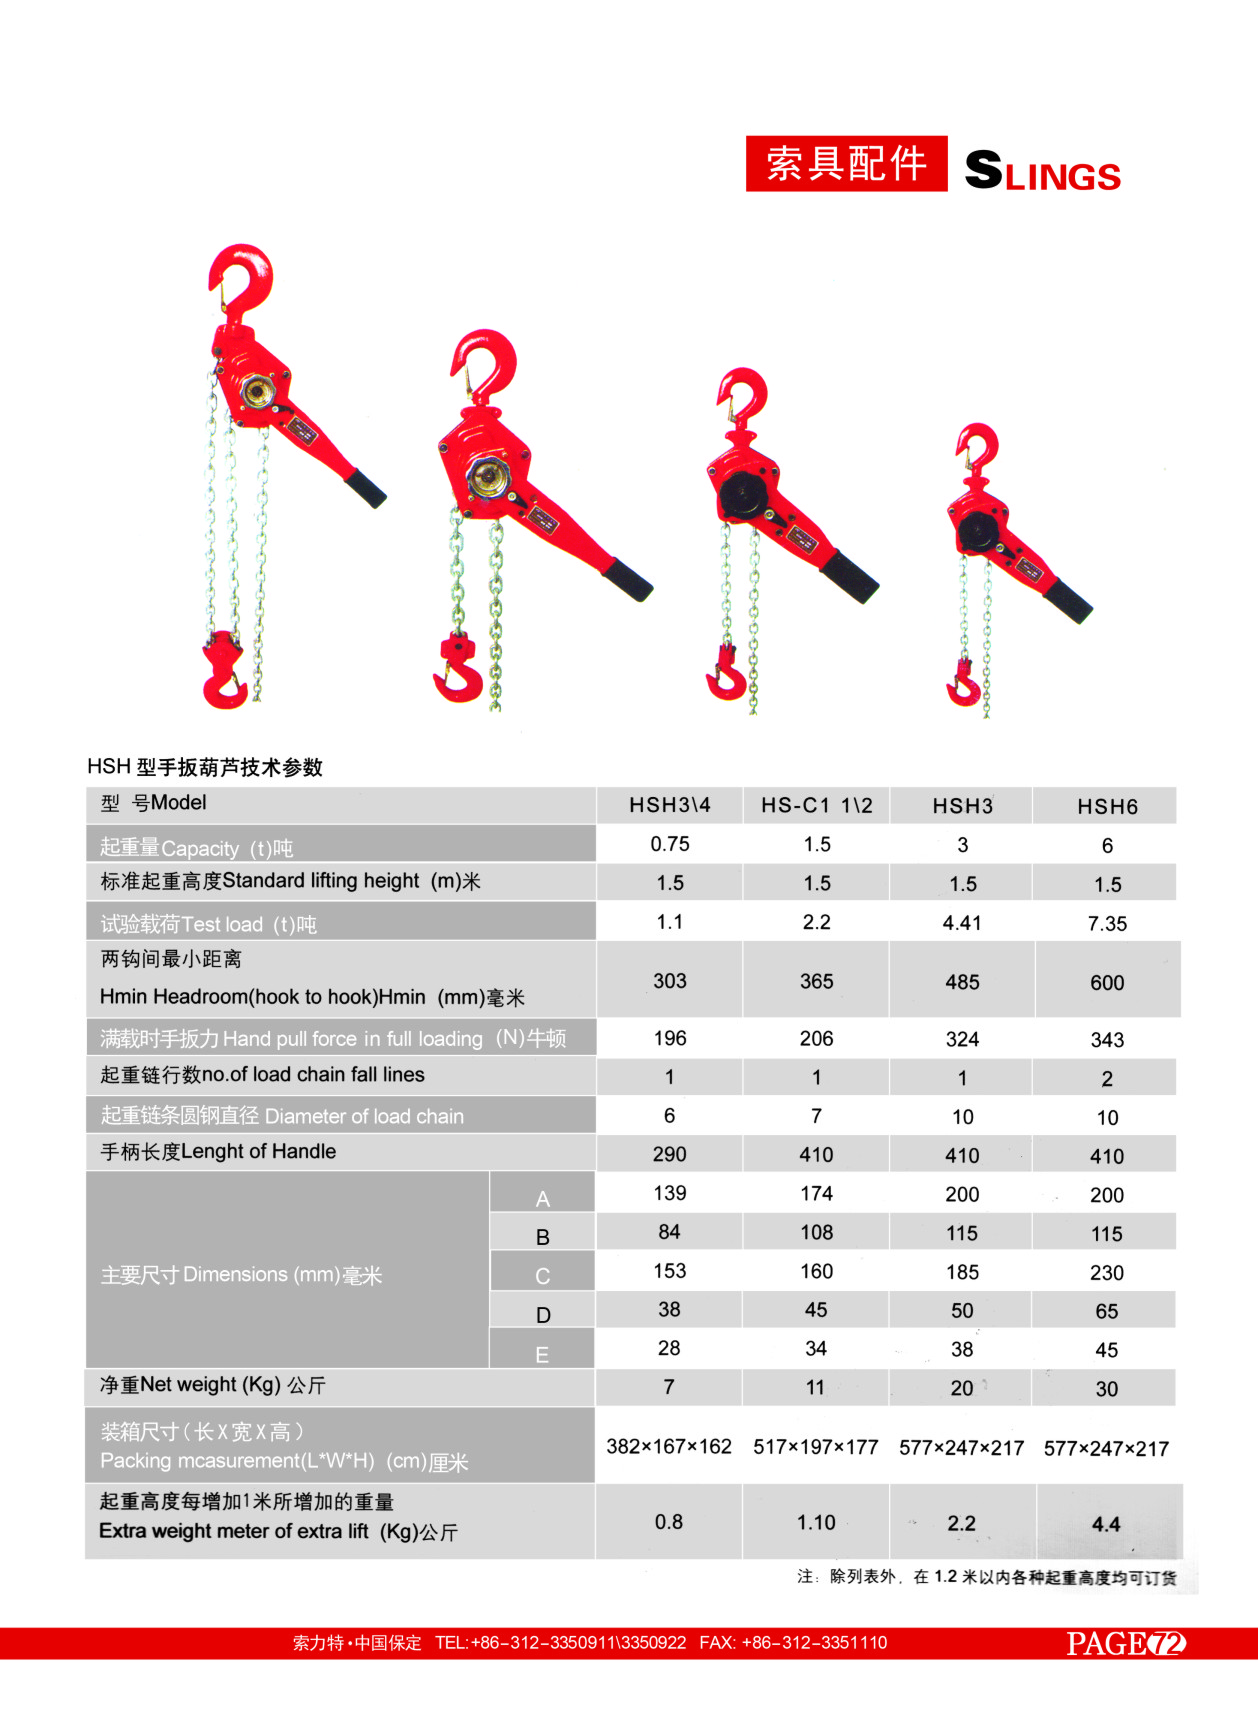 索具配件 SLINGS
HSH 型手扳葫芦技术参数
型 号Model HSH3\4 HS-C1 1\2 HSH3 HSH6
起重量Capacity (t)吨 0.75 1.5 3 6
标准起重高度Standard lifting height (m)米 1.5 1.5 1.5 1.5
试验载荷Test load (t)吨 1.1 2.2 4.41 7.35
两钩间最小距离
Hmin Headroom(hook to hook)Hmin (mm)毫米 303 365 485 600
满载时手扳力 Hand pull force in full loading (N)牛顿 196 206 324 343
起重链行数no.of load chain fall lines 1 1 1 2
起重链条圆钢直径 Diameter of load chain 6 7 10 10
手柄长度Lenght of Handle 290 410 410 410
主要尺寸 Dimensions (mm)毫米
A 139 174 200 200
B 84 108 115 115
C 153 160 185 230
D 38 45 50 65
E 28 34 38 45
净重Net weight (Kg) 公斤 7 11 20 30
装箱尺寸(长X宽X高)
Packing mcasurement(L*W*H) (cm)厘米 382×167×162 517×197×177 577×247×217 577×247×217
起重高度每增加1米所增加的重量
Extra weight meter of extra lift (Kg)公斤 0.8 1.10 2.2 4.4
注: 除列表外, 在 1.2 米以内各种起重高度均可订货
索力特·中国保定 TEL:+86-312-3350911\3350922 FAX: +86-312-3351110 PAGE72